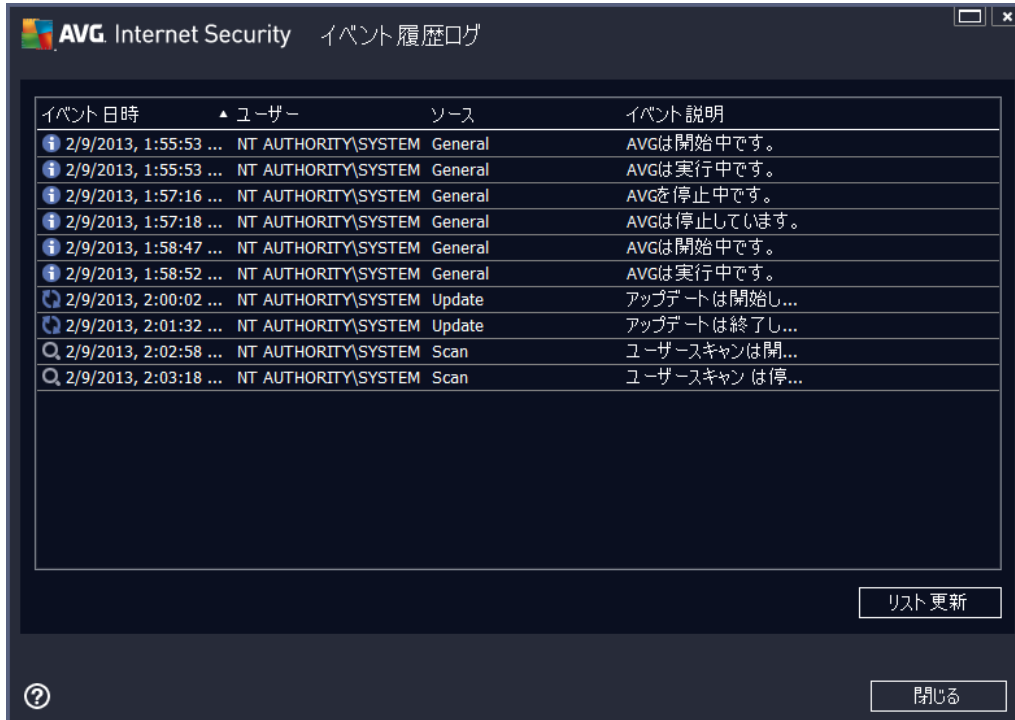 AVG. Internet Security イベント履歴ログ
イベント日時 ユーザー ソース イベント説明
2/9/2013, 1:55:53 ... NT AUTHORITY\SYSTEM General AVGは開始中です。
2/9/2013, 1:55:53 ... NT AUTHORITY\SYSTEM General AVGは実行中です。
2/9/2013, 1:57:16 ... NT AUTHORITY\SYSTEM General AVGを停止中です。
2/9/2013, 1:57:18 ... NT AUTHORITY\SYSTEM General AVGは停止しています。
2/9/2013, 1:58:47 ... NT AUTHORITY\SYSTEM General AVGは開始中です。
2/9/2013, 1:58:52 ... NT AUTHORITY\SYSTEM General AVGは実行中です。
2/9/2013, 2:00:02 ... NT AUTHORITY\SYSTEM Update アップデートは開始し...
2/9/2013, 2:01:32 ... NT AUTHORITY\SYSTEM Update アップデートは終了し...
2/9/2013, 2:02:58 ... NT AUTHORITY\SYSTEM Scan ユーザースキャンは開...
2/9/2013, 2:03:18 ... NT AUTHORITY\SYSTEM Scan ユーザースキャン は停...
リスト更新
閉じる